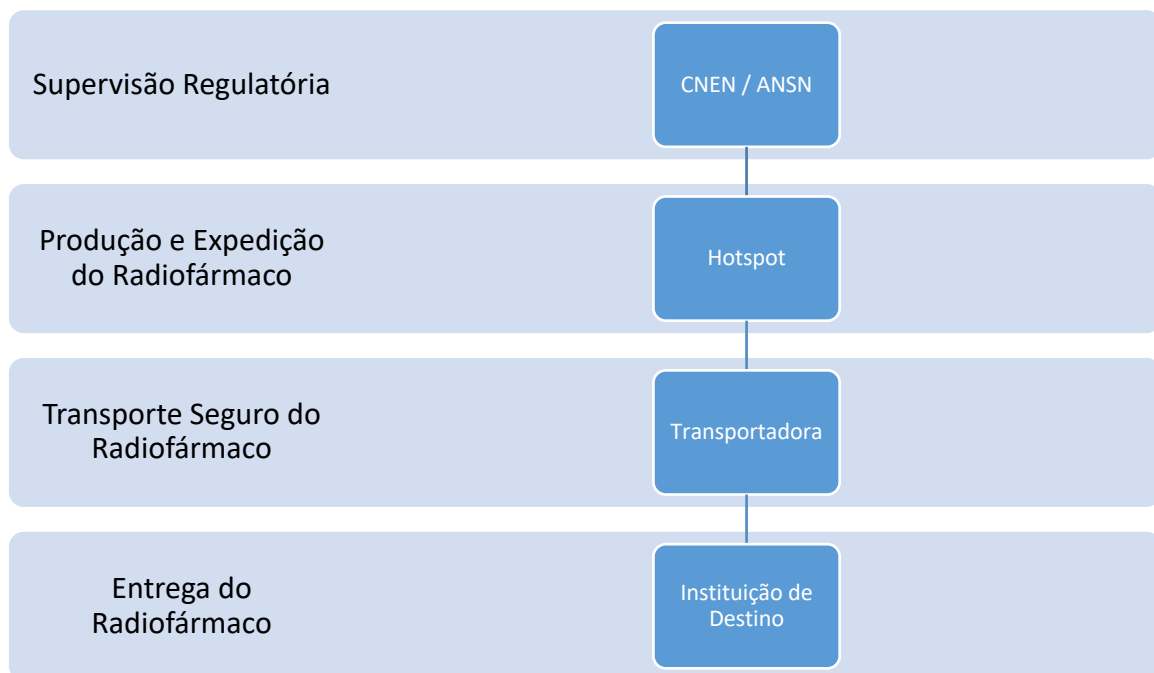 Supervisão Regulatória
CNEN / ANSN
Produção e Expedição
do Radiofármaco
Hotspot
Transporte Seguro do
Radiofármaco
Transportadora
Entrega do
Radiofármaco
Instituição de
Destino